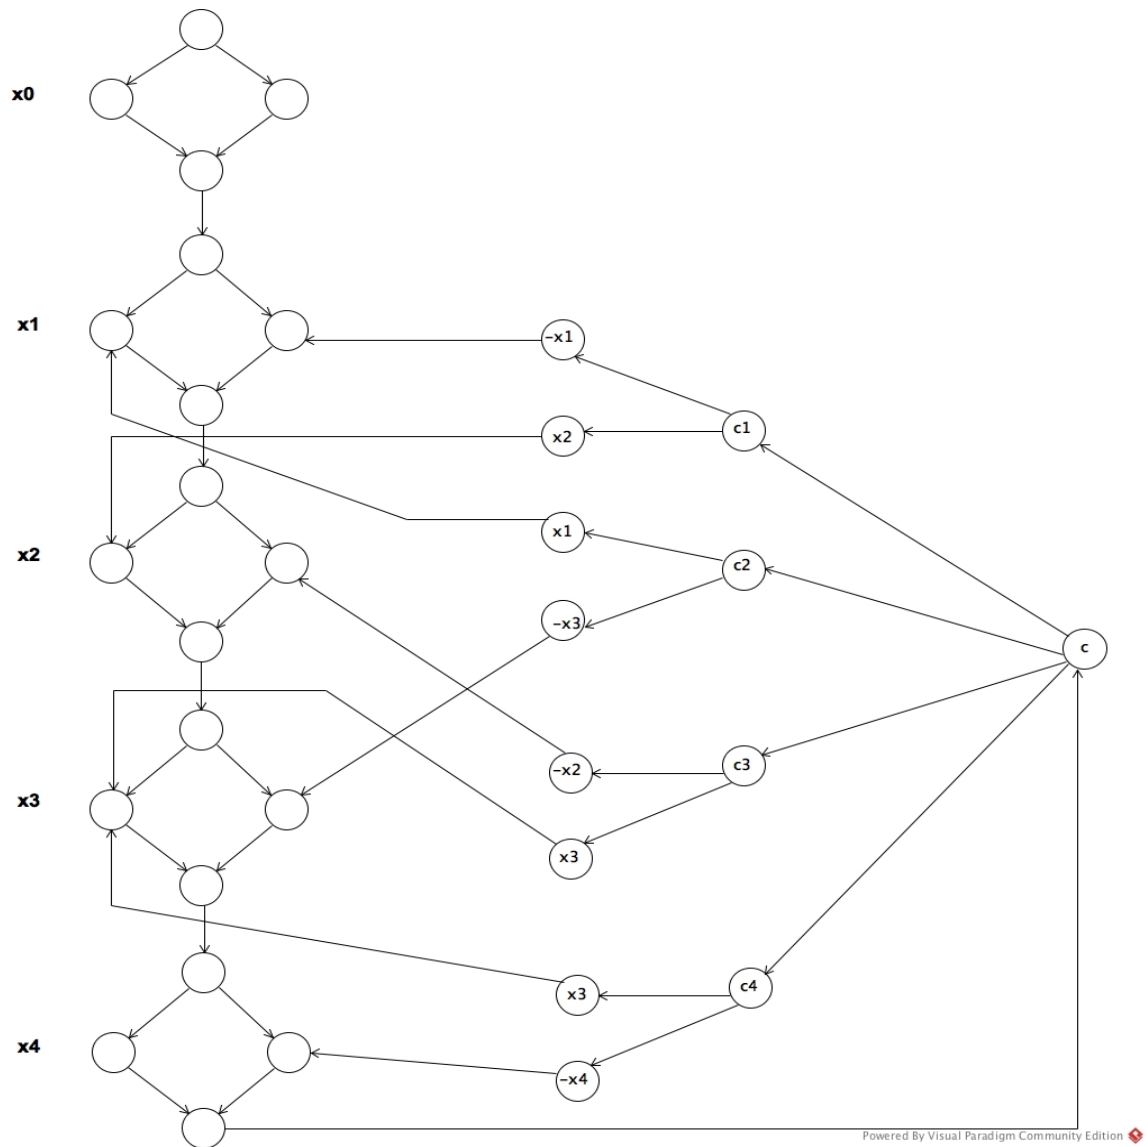 x0
x1
-x1
c1
x2
x1
x2
c2
-x3
c
c3
-x2
x3
x3
c4
x3
x4
-x4
Powered By Visual Paradigm Community Edition